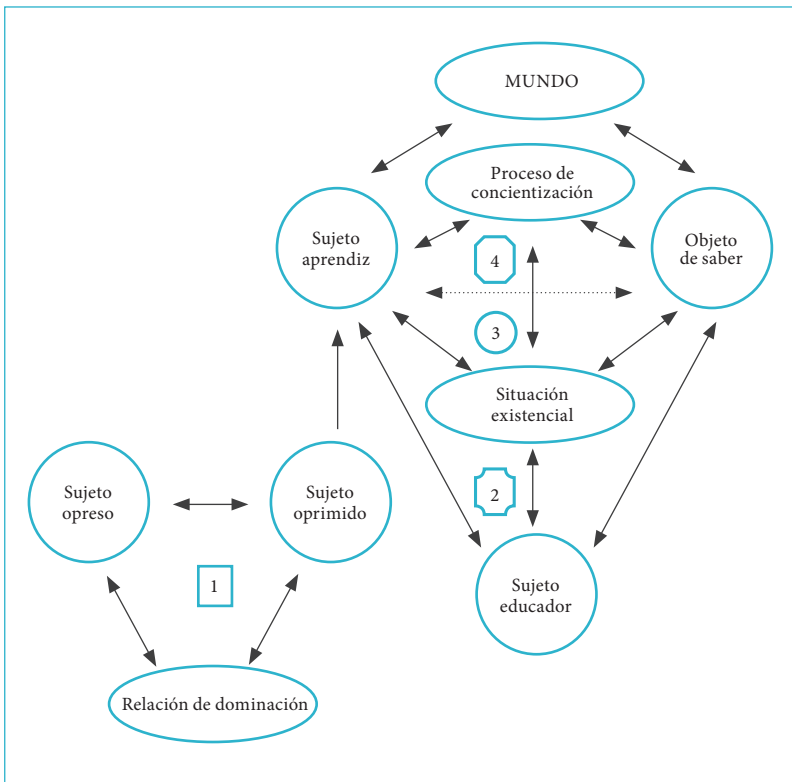 MUNDO
Proceso de
concientización
Sujeto
aprendiz
Objeto
de saber
4
3
Situación
existencial
Sujeto
opreso
Sujeto
oprimido
2
1
Sujeto
educador
Relación de dominación